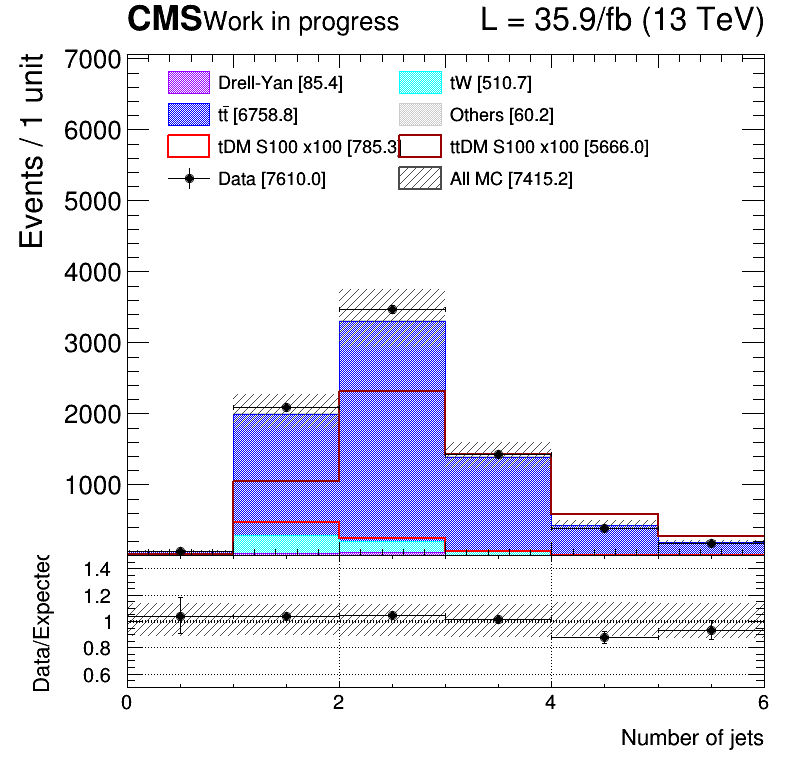 CMS Work in progress L = 35.9/fb (13 TeV)
Events / 1 unit
7000
6000
5000
4000
3000
2000
1000
Drell-Yan [85.4] tW [510.7]
tt̄ [6758.8] Others [60.2]
tDM S100 x100 [785.3] ttDM S100 x100 [5666.0]
Data [7610.0] All MC [7415.2]
Data/Expected
1.4
1.2
1
0.8
0.6
0 2 4 6
Number of jets